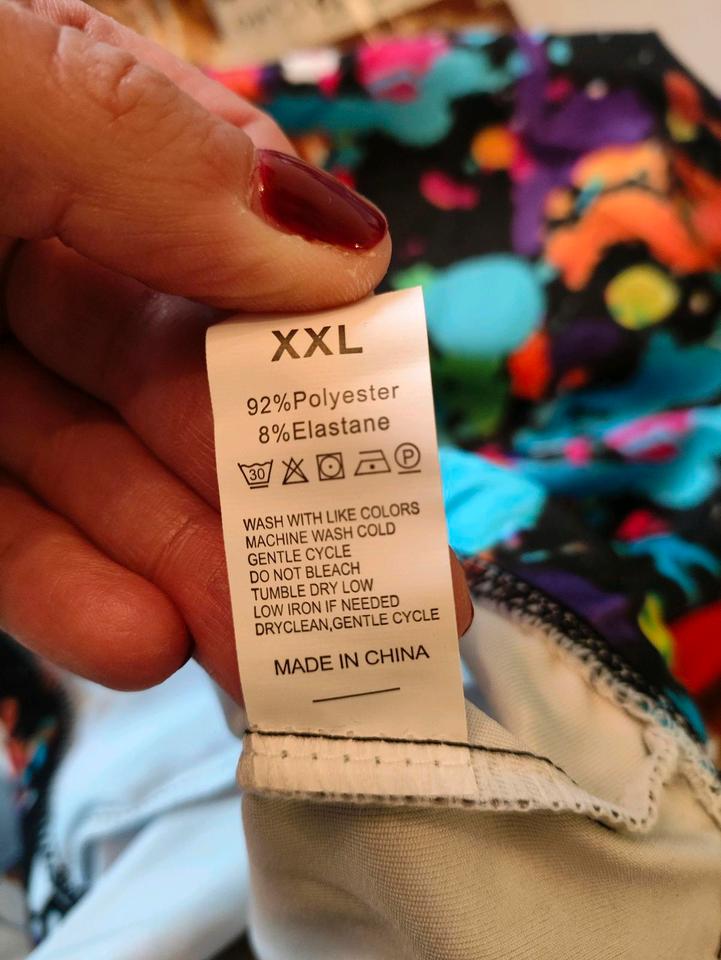 XXL
92%Polyester
8%Elastane
30 P
WASH WITH LIKE COLORS
MACHINE WASH COLD
GENTLE CYCLE
DO NOT BLEACH
TUMBLE DRY LOW
LOW IRON IF NEEDED
DRYCLEAN,GENTLE CYCLE
MADE IN CHINA